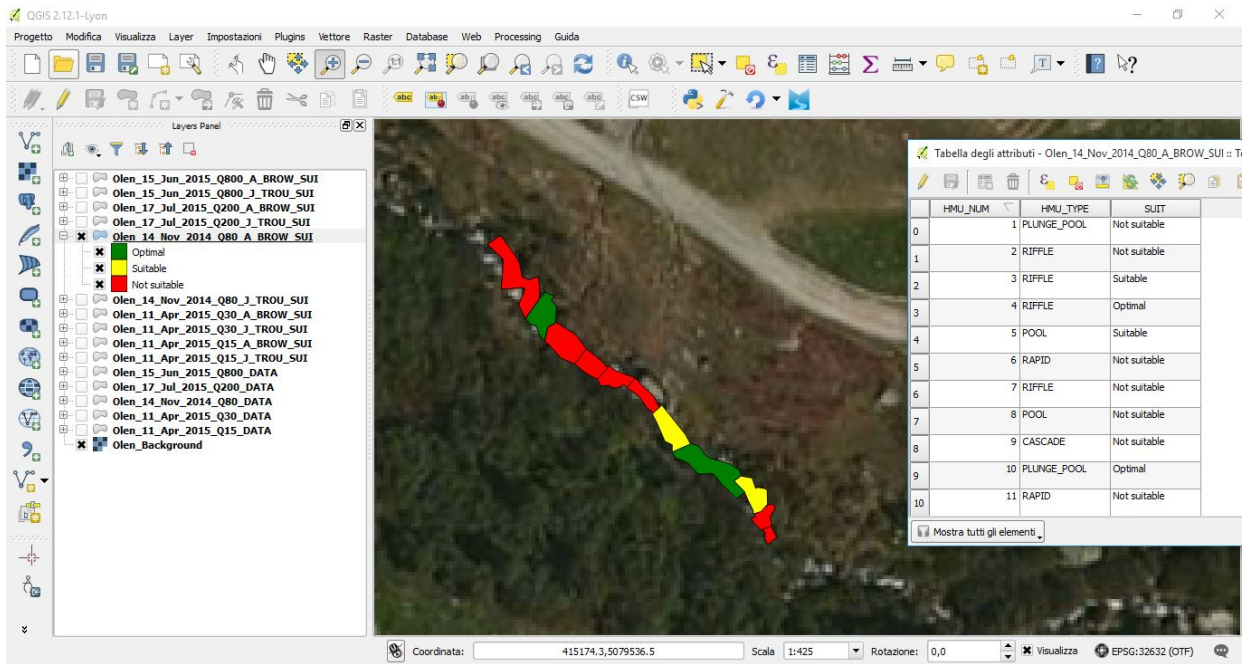 QGIS 2.12.1-Lyon
Progetto Modifica Visualizza Layer Impostazioni Plugins Vettore Raster Database Web Processing Guida
Layers Panel
Olen_15_Jun_2015_Q800_A_BROW_SUI
Olen_15_Jun_2015_Q800_J_TROU_SUI
Olen_17_Jul_2015_Q200_A_BROW_SUI
Olen_17_Jul_2015_Q200_J_TROU_SUI
Olen_14_Nov_2014_Q80_A_BROW_SUI
Optimal
Suitable
Not suitable
Olen_14_Nov_2014_Q80_J_TROU_SUI
Olen_11_Apr_2015_Q30_A_BROW_SUI
Olen_11_Apr_2015_Q30_J_TROU_SUI
Olen_11_Apr_2015_Q15_A_BROW_SUI
Olen_11_Apr_2015_Q15_J_TROU_SUI
Olen_15_Jun_2015_Q800_DATA
Olen_17_Jul_2015_Q200_DATA
Olen_14_Nov_2014_Q80_DATA
Olen_11_Apr_2015_Q30_DATA
Olen_11_Apr_2015_Q15_DATA
Olen_Background
Tabella degli attributi - Olen_14_Nov_2014_Q80_A_BROW_SUI :: To
HMU_NUM HMU_TYPE SUIT
0 1 PLUNGE_POOL Not suitable
1 2 RIFFLE Not suitable
2 3 RIFFLE Suitable
3 4 RIFFLE Optimal
4 5 POOL Suitable
5 6 RAPID Not suitable
6 7 RIFFLE Not suitable
7 8 POOL Not suitable
8 9 CASCADE Not suitable
9 10 PLUNGE_POOL Optimal
10 11 RAPID Not suitable
Mostra tutti gli elementi
Coordinata: 415174.3,5079536.5 Scala 1:425 Rotazione: 0,0 Visualizza EPSG:32632 (OTF)